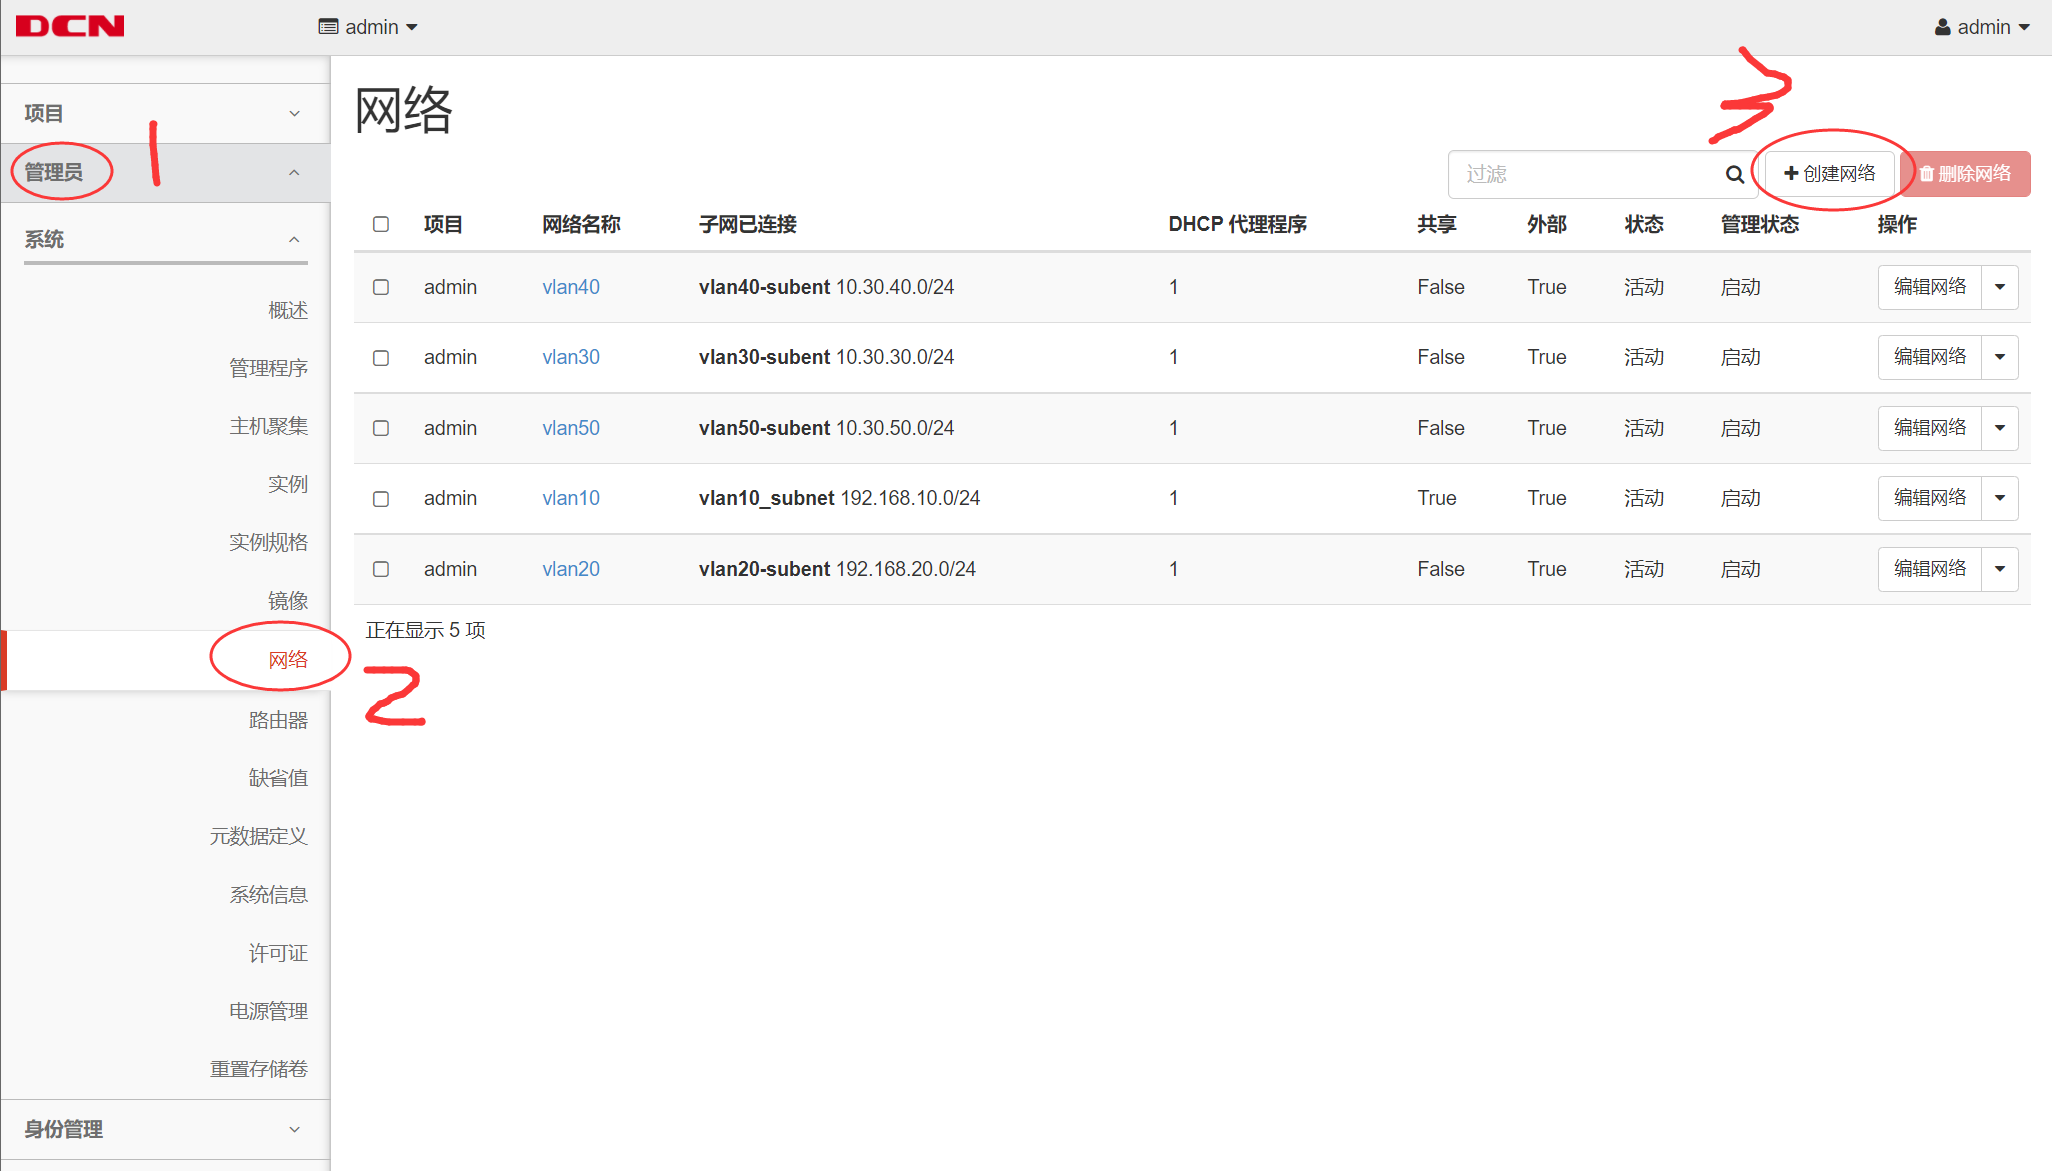 DCN
admin
admin
项目
管理员
1
系统
概述
管理程序
主机聚集
实例
实例规格
镜像
网络
2
路由器
缺省值
元数据定义
系统信息
许可证
电源管理
重置存储卷
身份管理
网络
3
过滤 创建网络 删除网络
项目 网络名称 子网已连接 DHCP 代理程序 共享 外部 状态 管理状态 操作
admin vlan40 vlan40-subent 10.30.40.0/24 1 False True 活动 启动 编辑网络
admin vlan30 vlan30-subent 10.30.30.0/24 1 False True 活动 启动 编辑网络
admin vlan50 vlan50-subent 10.30.50.0/24 1 False True 活动 启动 编辑网络
admin vlan10 vlan10_subnet 192.168.10.0/24 1 True True 活动 启动 编辑网络
admin vlan20 vlan20-subent 192.168.20.0/24 1 False True 活动 启动 编辑网络
正在显示 5 项